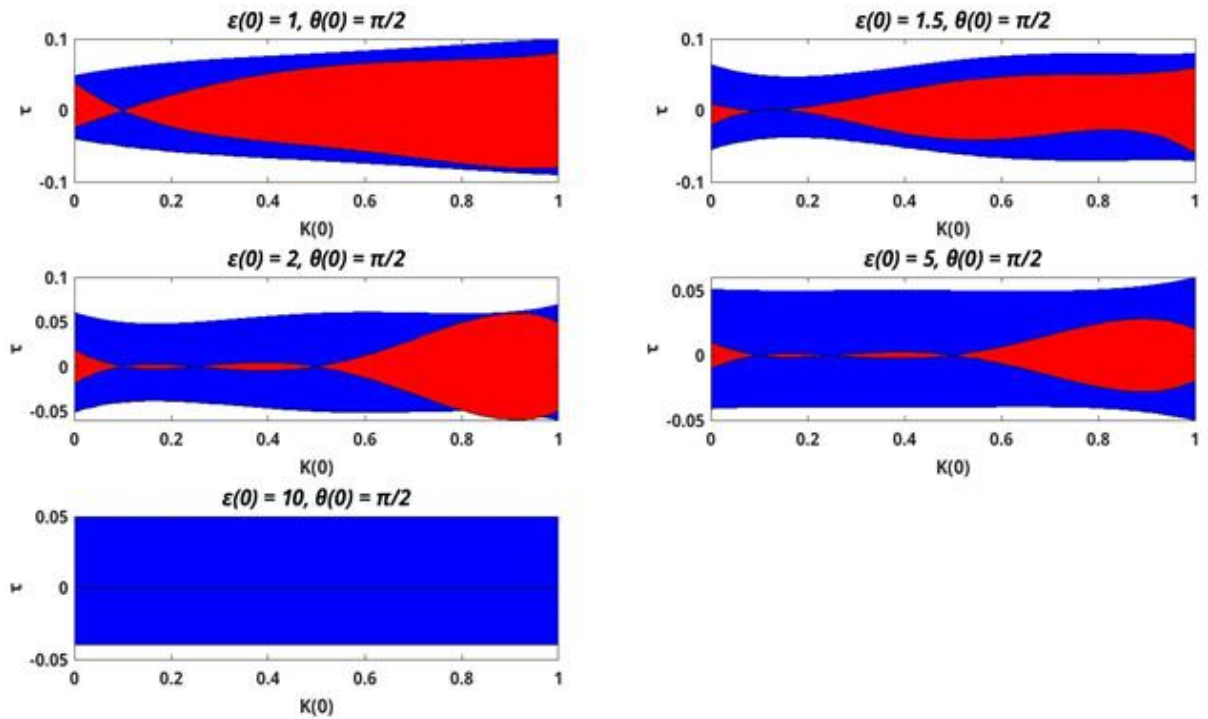 ε(0) = 1, θ(0) = π/2
0.1
0
-0.1
τ
0 0.2 0.4 0.6 0.8 1
K(0)
ε(0) = 1.5, θ(0) = π/2
0.1
0
-0.1
τ
0 0.2 0.4 0.6 0.8 1
K(0)
ε(0) = 2, θ(0) = π/2
0.1
0.05
0
-0.05
τ
0 0.2 0.4 0.6 0.8 1
K(0)
ε(0) = 5, θ(0) = π/2
0.05
0
-0.05
τ
0 0.2 0.4 0.6 0.8 1
K(0)
ε(0) = 10, θ(0) = π/2
0.05
0
-0.05
τ
0 0.2 0.4 0.6 0.8 1
K(0)